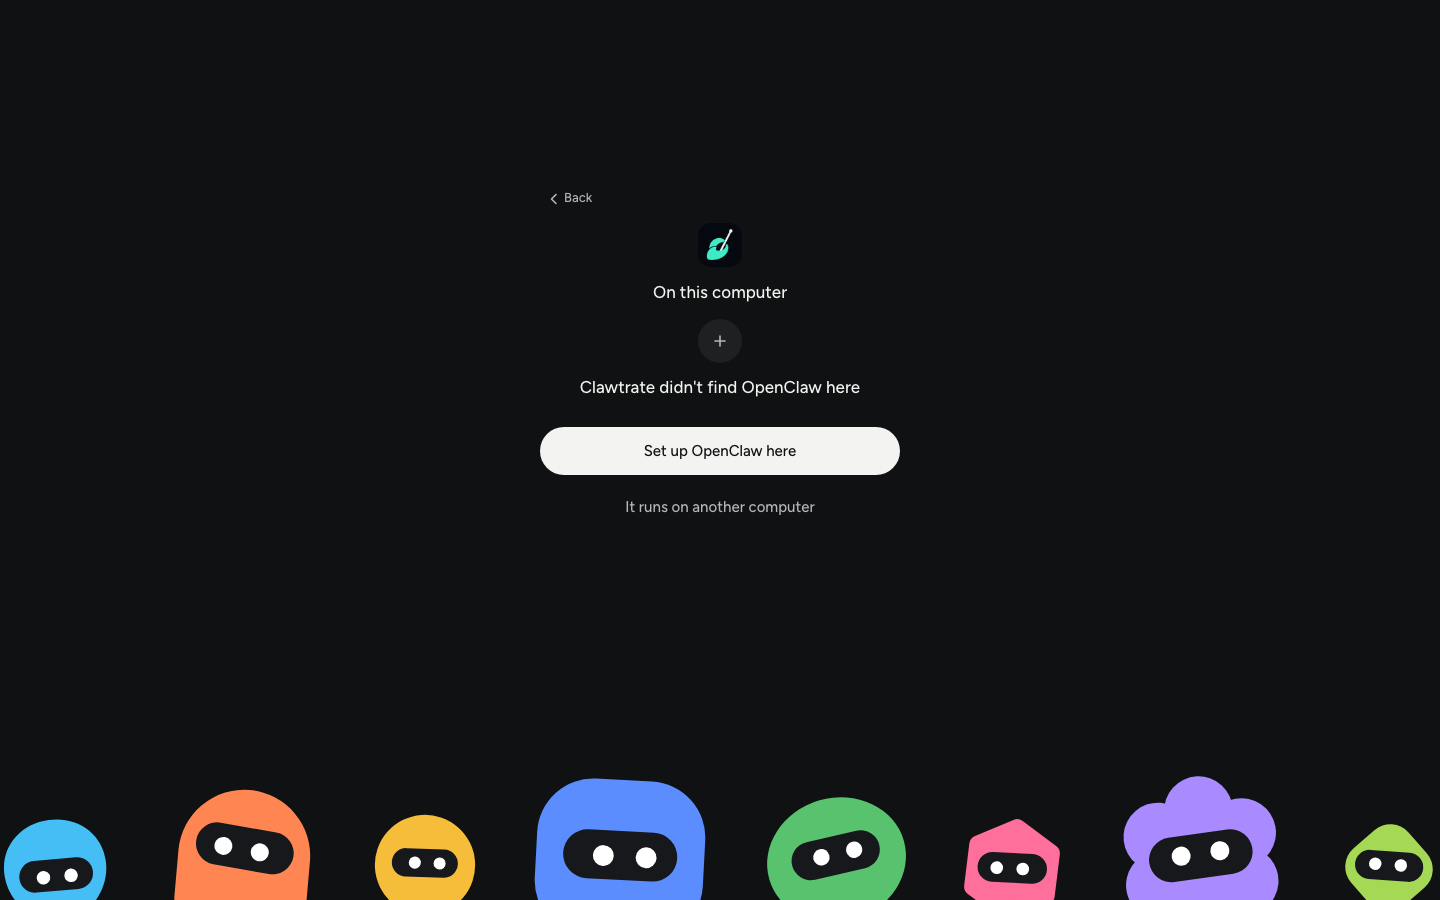 Back
On this computer
Clawtrate didn't find OpenClaw here
Set up OpenClaw here
It runs on another computer